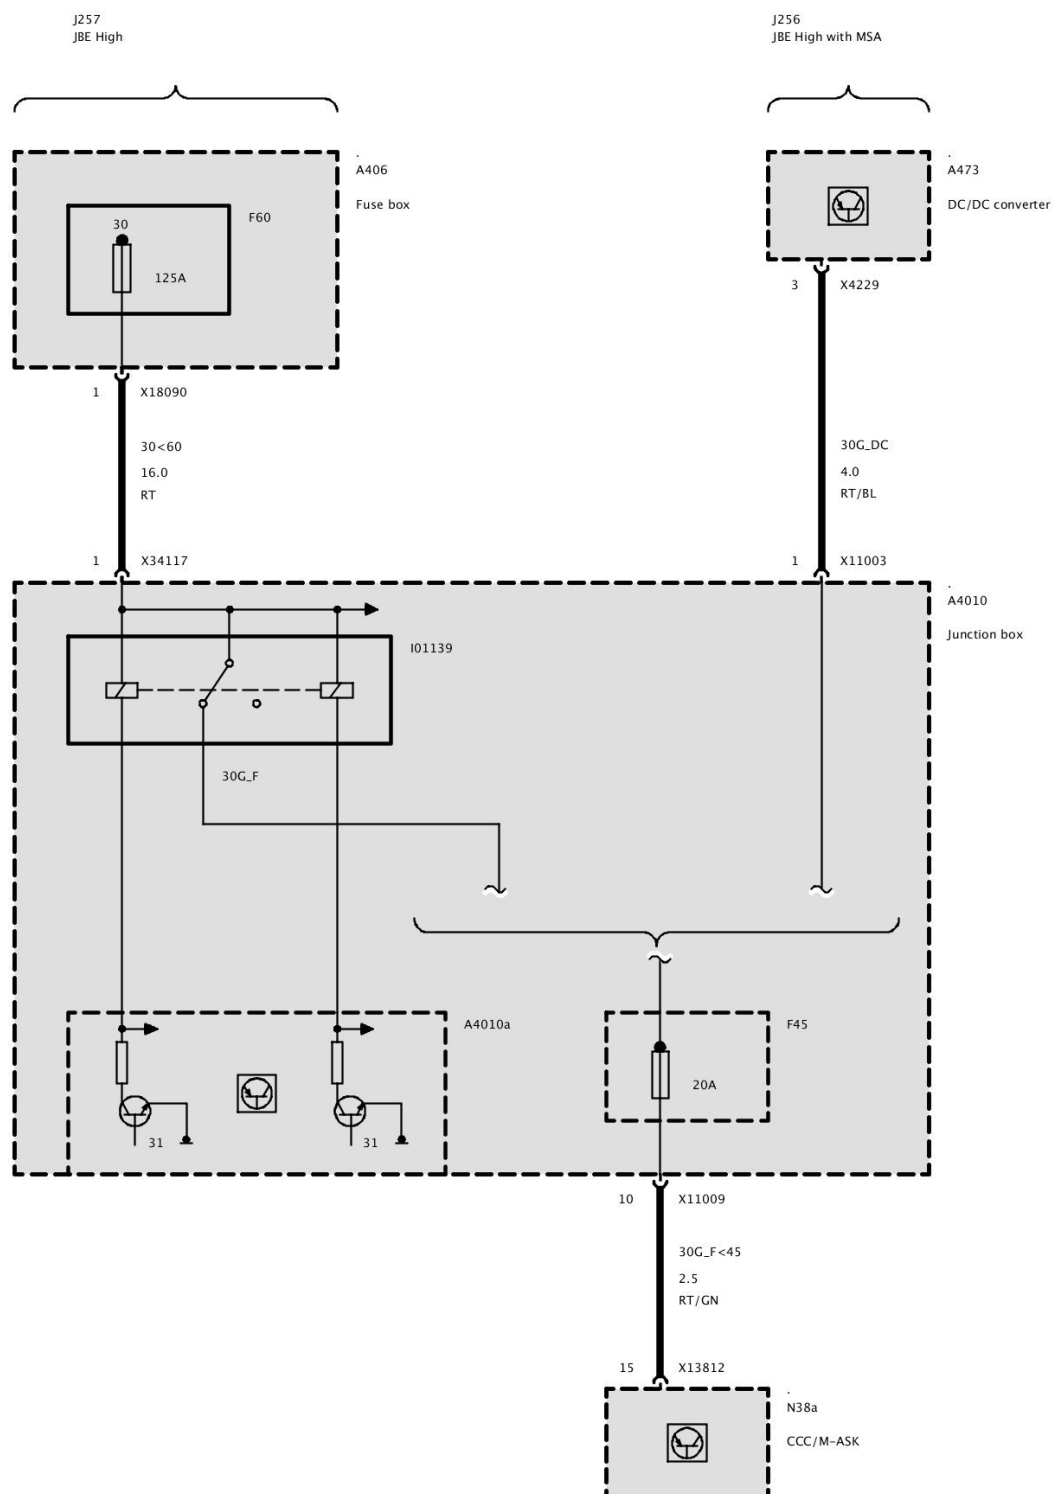 J257
JBE High
J256
JBE High with MSA
.
A406
Fuse box
F60
30
125A
.
A473
DC/DC converter
3 X4229
1 X18090
30<60
16.0
RT
30G_DC
4.0
RT/BL
1 X34117
1 X11003
.
A4010
Junction box
I01139
30G_F
A4010a
F45
20A
31
31
10 X11009
30G_F<45
2.5
RT/GN
15 X13812
.
N38a
CCC/M-ASK